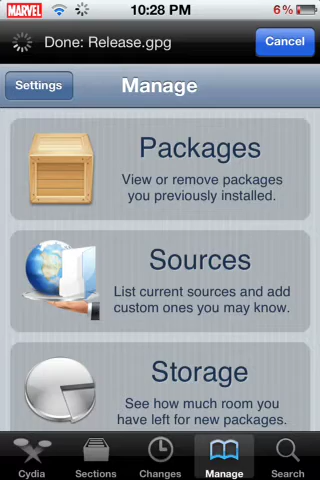 MARVEL 10:28 PM 6%
Done: Release.gpg Cancel
Settings Manage
Packages
View or remove packages
you previously installed.
Sources
List current sources and add
custom ones you may know.
Storage
See how much room you
have left for new packages.
Cydia Sections Changes Manage Search